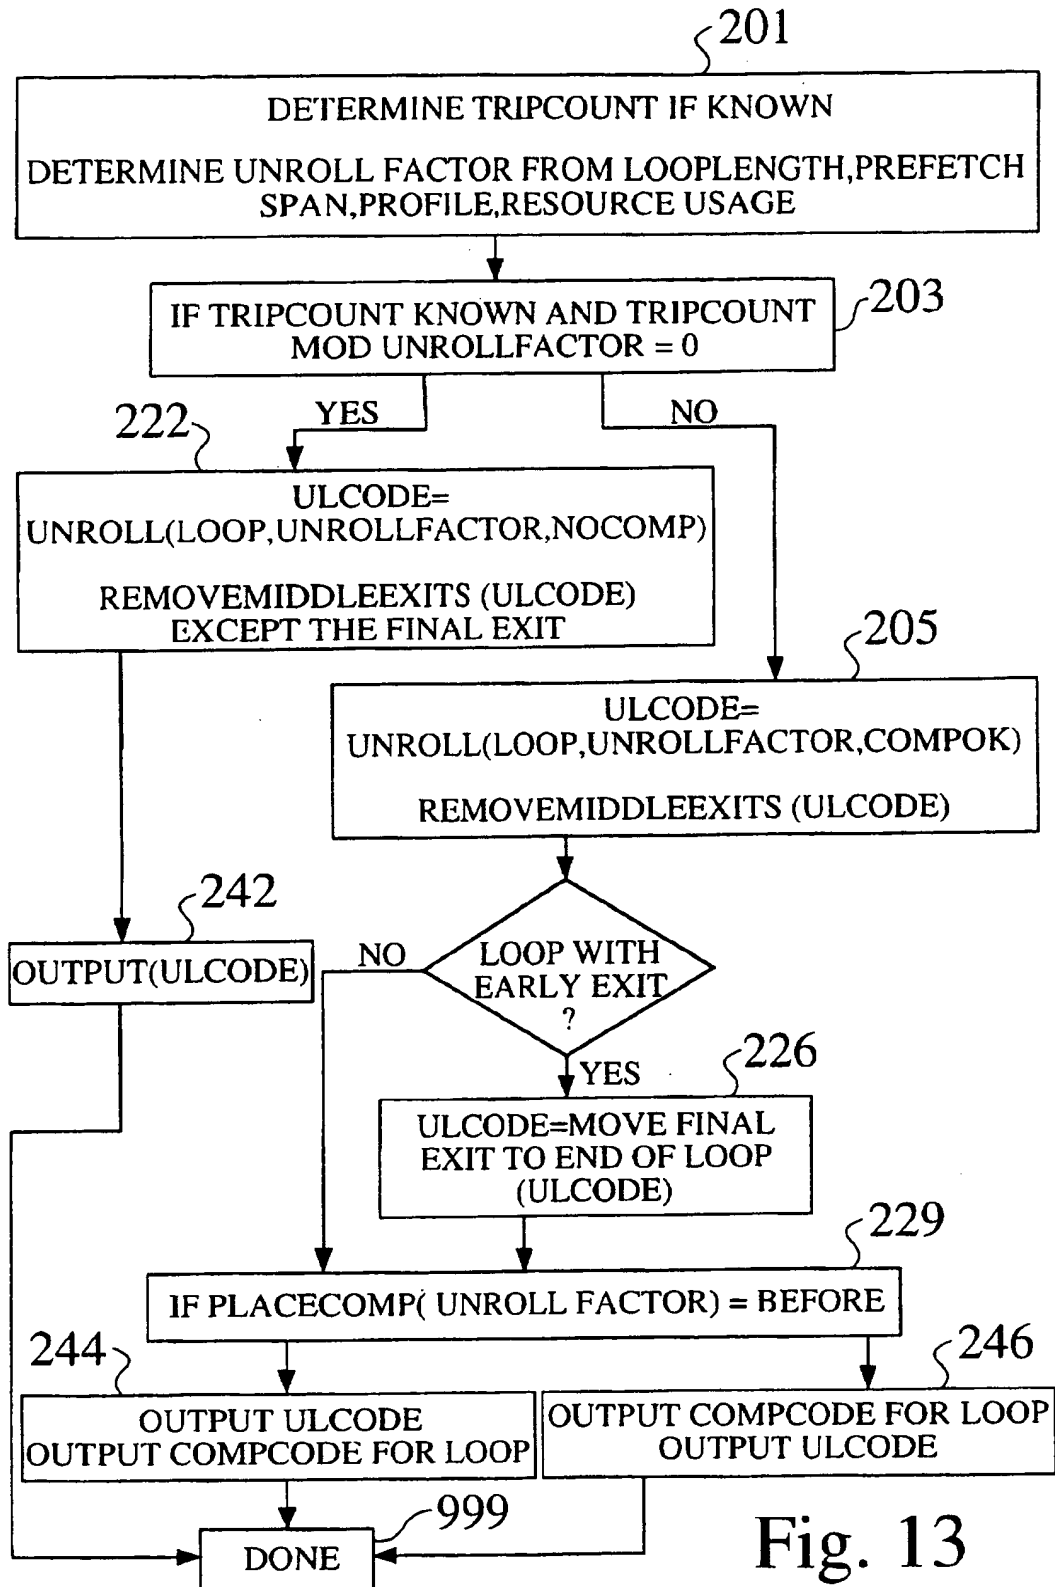 201
DETERMINE TRIPCOUNT IF KNOWN
DETERMINE UNROLL FACTOR FROM LOOPLENGTH,PREFETCH
SPAN,PROFILE,RESOURCE USAGE
203
IF TRIPCOUNT KNOWN AND TRIPCOUNT
MOD UNROLLFACTOR = 0
YES
NO
222
ULCODE=
UNROLL(LOOP,UNROLLFACTOR,NOCOMP)
REMOVEMIDDLEEXITS (ULCODE)
EXCEPT THE FINAL EXIT
205
ULCODE=
UNROLL(LOOP,UNROLLFACTOR,COMPOK)
REMOVEMIDDLEEXITS (ULCODE)
242
OUTPUT(ULCODE)
NO
LOOP WITH
EARLY EXIT
?
YES
226
ULCODE=MOVE FINAL
EXIT TO END OF LOOP
(ULCODE)
229
IF PLACECOMP( UNROLL FACTOR) = BEFORE
244
OUTPUT ULCODE
OUTPUT COMPCODE FOR LOOP
246
OUTPUT COMPCODE FOR LOOP
OUTPUT ULCODE
999
DONE
Fig. 13